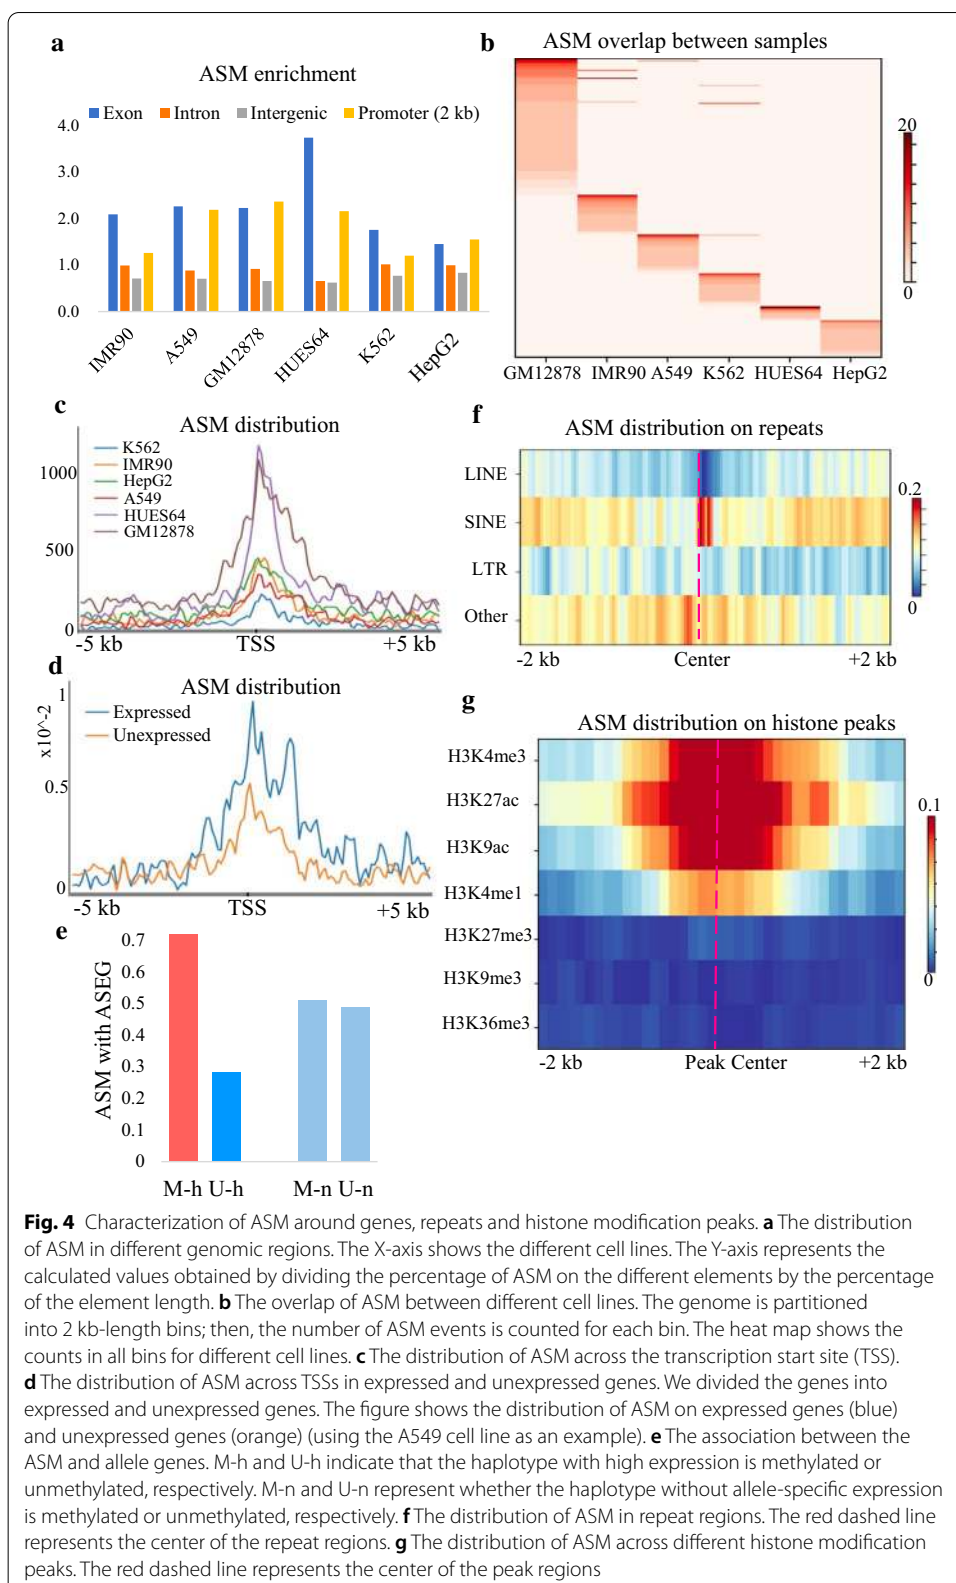 a
ASM enrichment
Exon Intron Intergenic Promoter (2 kb)
4.0
3.0
2.0
1.0
0.0
IMR90 A549 GM12878 HUES64 K562 HepG2
b
ASM overlap between samples
20
0
GM12878 IMR90 A549 K562 HUES64 HepG2
c
ASM distribution
K562
IMR90
HepG2
A549
HUES64
GM12878
1000
500
0
-5 kb TSS +5 kb
d
ASM distribution
Expressed
Unexpressed
x10^-2
1
0.5
0
-5 kb TSS +5 kb
e
ASM with ASEG
0.7
0.6
0.5
0.4
0.3
0.2
0.1
0
M-h U-h M-n U-n
f
ASM distribution on repeats
LINE
SINE
LTR
Other
0.2
0
-2 kb Center +2 kb
g
ASM distribution on histone peaks
H3K4me3
H3K27ac
H3K9ac
H3K4me1
H3K27me3
H3K9me3
H3K36me3
0.1
0
-2 kb Peak Center +2 kb
Fig. 4 Characterization of ASM around genes, repeats and histone modification peaks. a The distribution
of ASM in different genomic regions. The X-axis shows the different cell lines. The Y-axis represents the
calculated values obtained by dividing the percentage of ASM on the different elements by the percentage
of the element length. b The overlap of ASM between different cell lines. The genome is partitioned
into 2 kb-length bins; then, the number of ASM events is counted for each bin. The heat map shows the
counts in all bins for different cell lines. c The distribution of ASM across the transcription start site (TSS).
d The distribution of ASM across TSSs in expressed and unexpressed genes. We divided the genes into
expressed and unexpressed genes. The figure shows the distribution of ASM on expressed genes (blue)
and unexpressed genes (orange) (using the A549 cell line as an example). e The association between the
ASM and allele genes. M-h and U-h indicate that the haplotype with high expression is methylated or
unmethylated, respectively. M-n and U-n represent whether the haplotype without allele-specific expression
is methylated or unmethylated, respectively. f The distribution of ASM in repeat regions. The red dashed line
represents the center of the repeat regions. g The distribution of ASM across different histone modification
peaks. The red dashed line represents the center of the peak regions